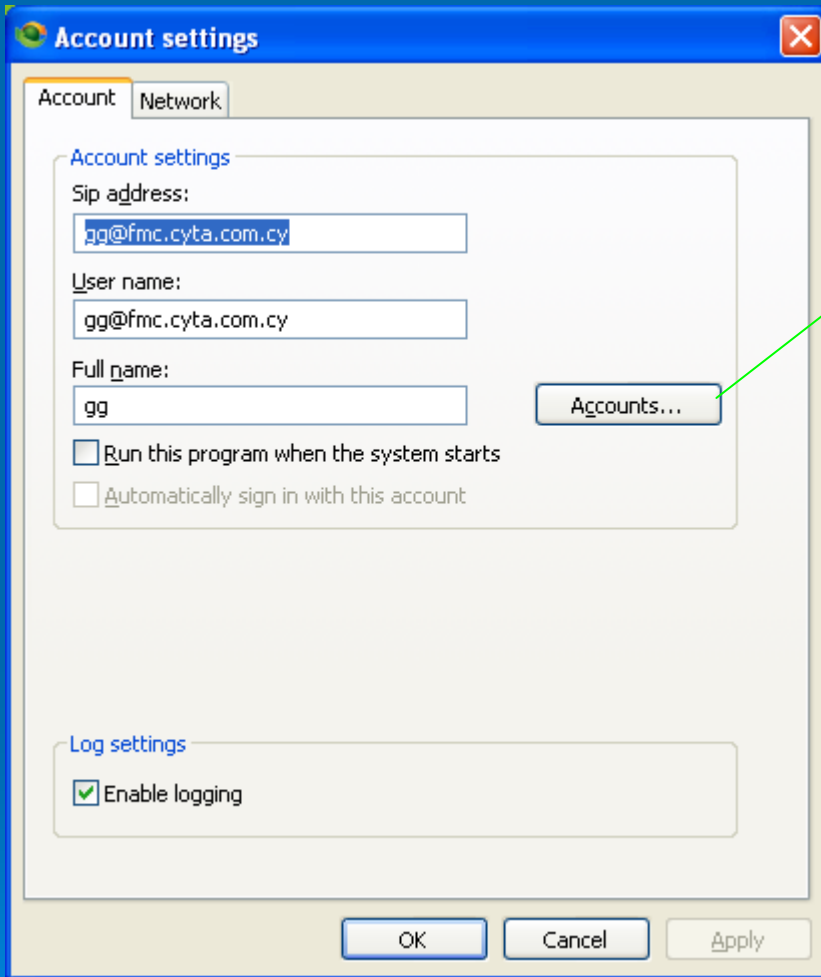 Account settings
Account
Network
Account settings
Sip address:
gg@fmc.cyta.com.cy
User name:
gg@fmc.cyta.com.cy
Full name:
gg
Accounts...
Run this program when the system starts
Automatically sign in with this account
Log settings
Enable logging
OK
Cancel
Apply